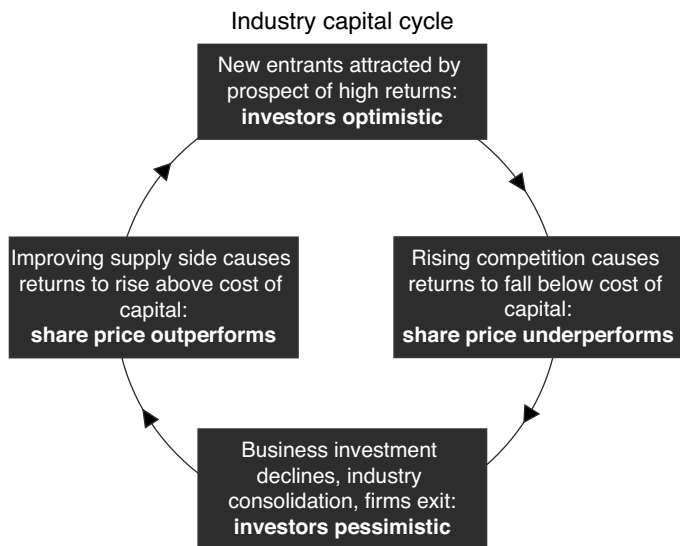 Industry capital cycle
New entrants attracted by
prospect of high returns:
investors optimistic
Rising competition causes
returns to fall below cost of
capital:
share price underperforms
Business investment
declines, industry
consolidation, firms exit:
investors pessimistic
Improving supply side causes
returns to rise above cost of
capital:
share price outperforms